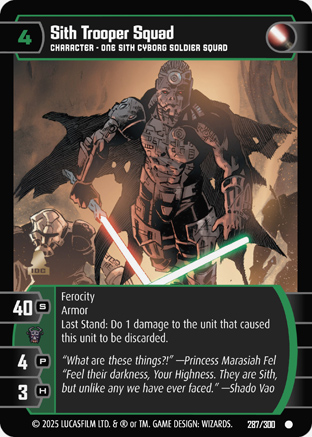 4 Sith Trooper Squad
CHARACTER - ONE SITH CYBORG SOLDIER SQUAD
IDC
40 S
Ferocity
Armor
Last Stand: Do 1 damage to the unit that caused
this unit to be discarded.
4 P
"What are these things?!" —Princess Marasiah Fel
"Feel their darkness, Your Highness. They are Sith,
3 H
but unlike any we have ever faced." —Shado Vao
© 2025 LUCASFILM LTD. & ® or TM. GAME DESIGN: WIZARDS. 287/300